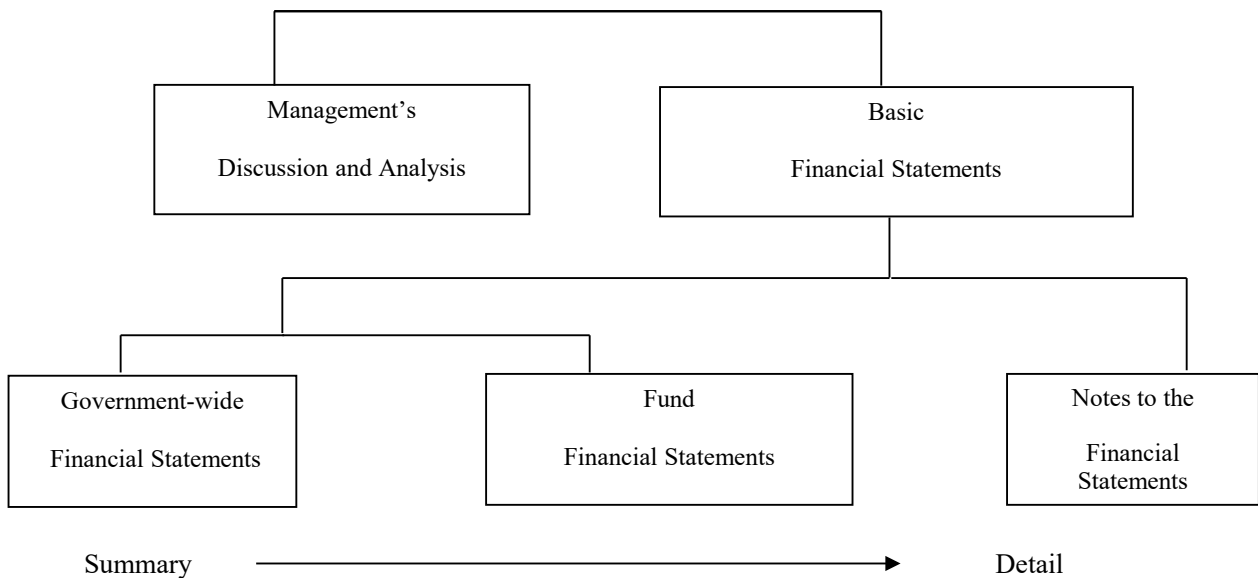 Management’s
Discussion and Analysis
Basic
Financial Statements
Government-wide
Financial Statements
Fund
Financial Statements
Notes to the
Financial
Statements
Summary
Detail